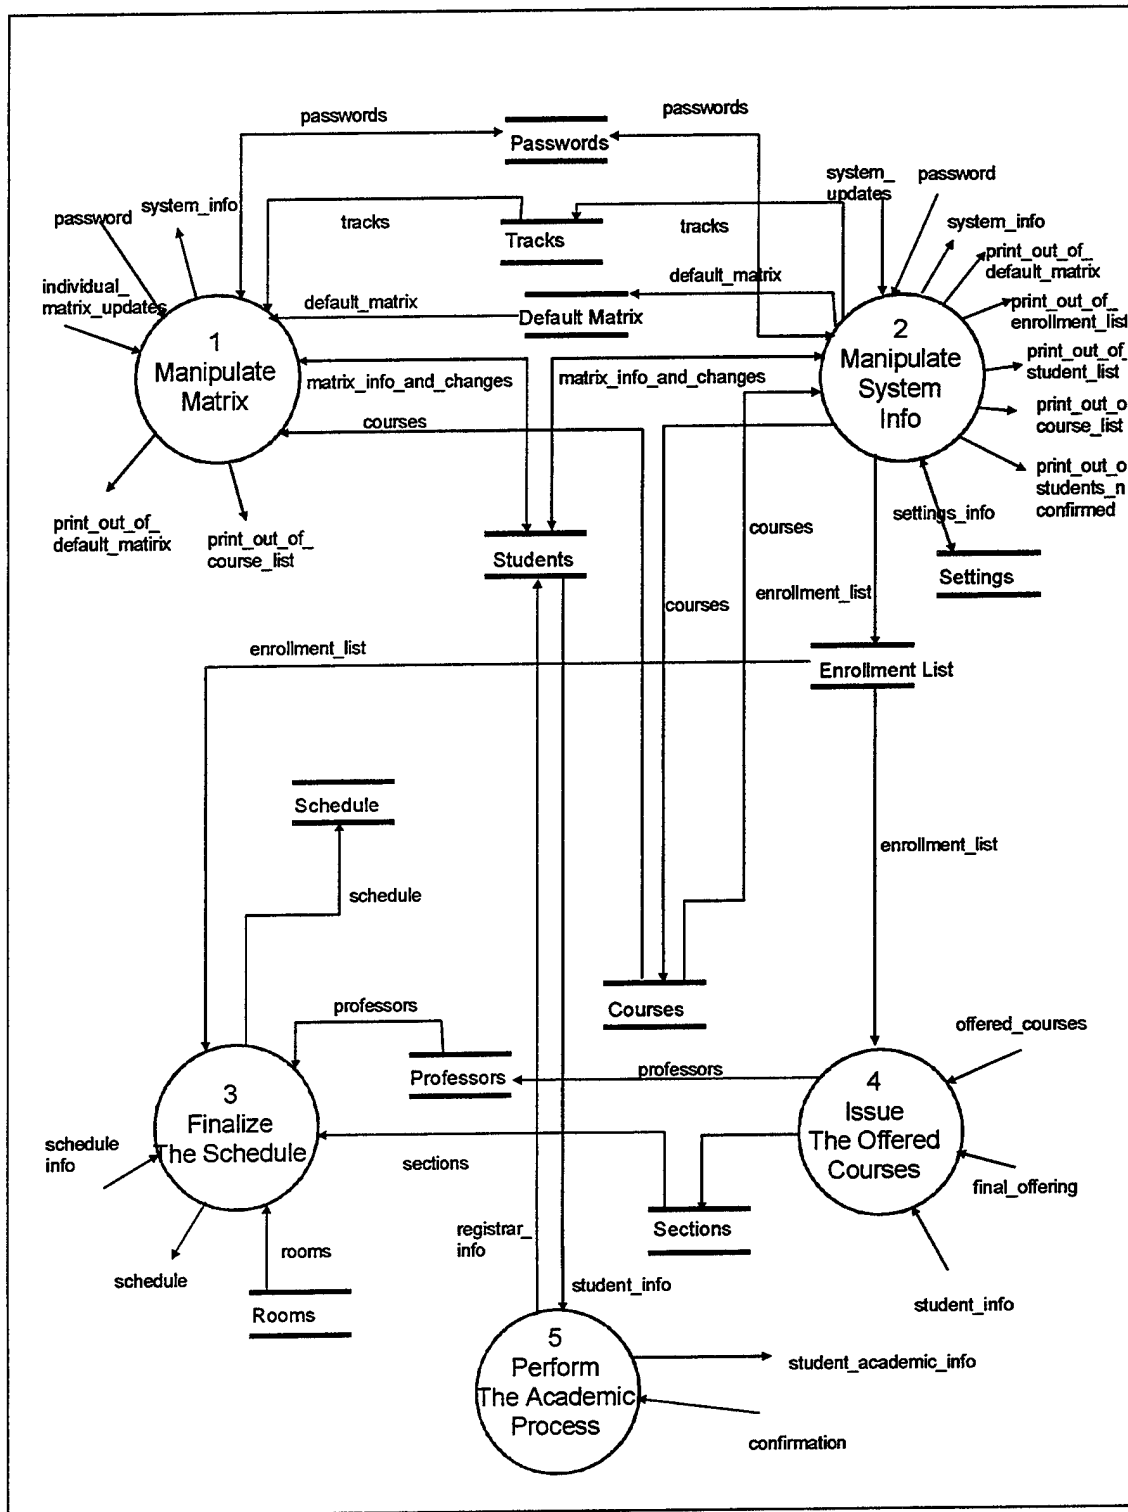 passwords
passwords
Passwords
system_
updates
password
system_info
password
tracks
Tracks
tracks
system_info
print_out_of_
default_matrix
individual_
matrix_updates
default_matrix
Default Matrix
default_matrix
print_out_of_
enrollment_list
1
Manipulate
Matrix
2
Manipulate
System
Info
print_out_of_
student_list
matrix_info_and_changes
matrix_info_and_changes
courses
print_out_o
course_list
print_out_o
students_n
confirmed
print_out_of_
default_matirix
print_out_of_
course_list
settings_info
courses
Students
Settings
enrollment_list
courses
enrollment_list
Enrollment List
Schedule
enrollment_list
schedule
professors
Courses
offered_courses
Professors
professors
3
Finalize
The Schedule
4
Issue
The Offered
Courses
schedule
info
sections
final_offering
Sections
registrar_
info
rooms
schedule
student_info
student_info
Rooms
5
Perform
The Academic
Process
student_academic_info
confirmation